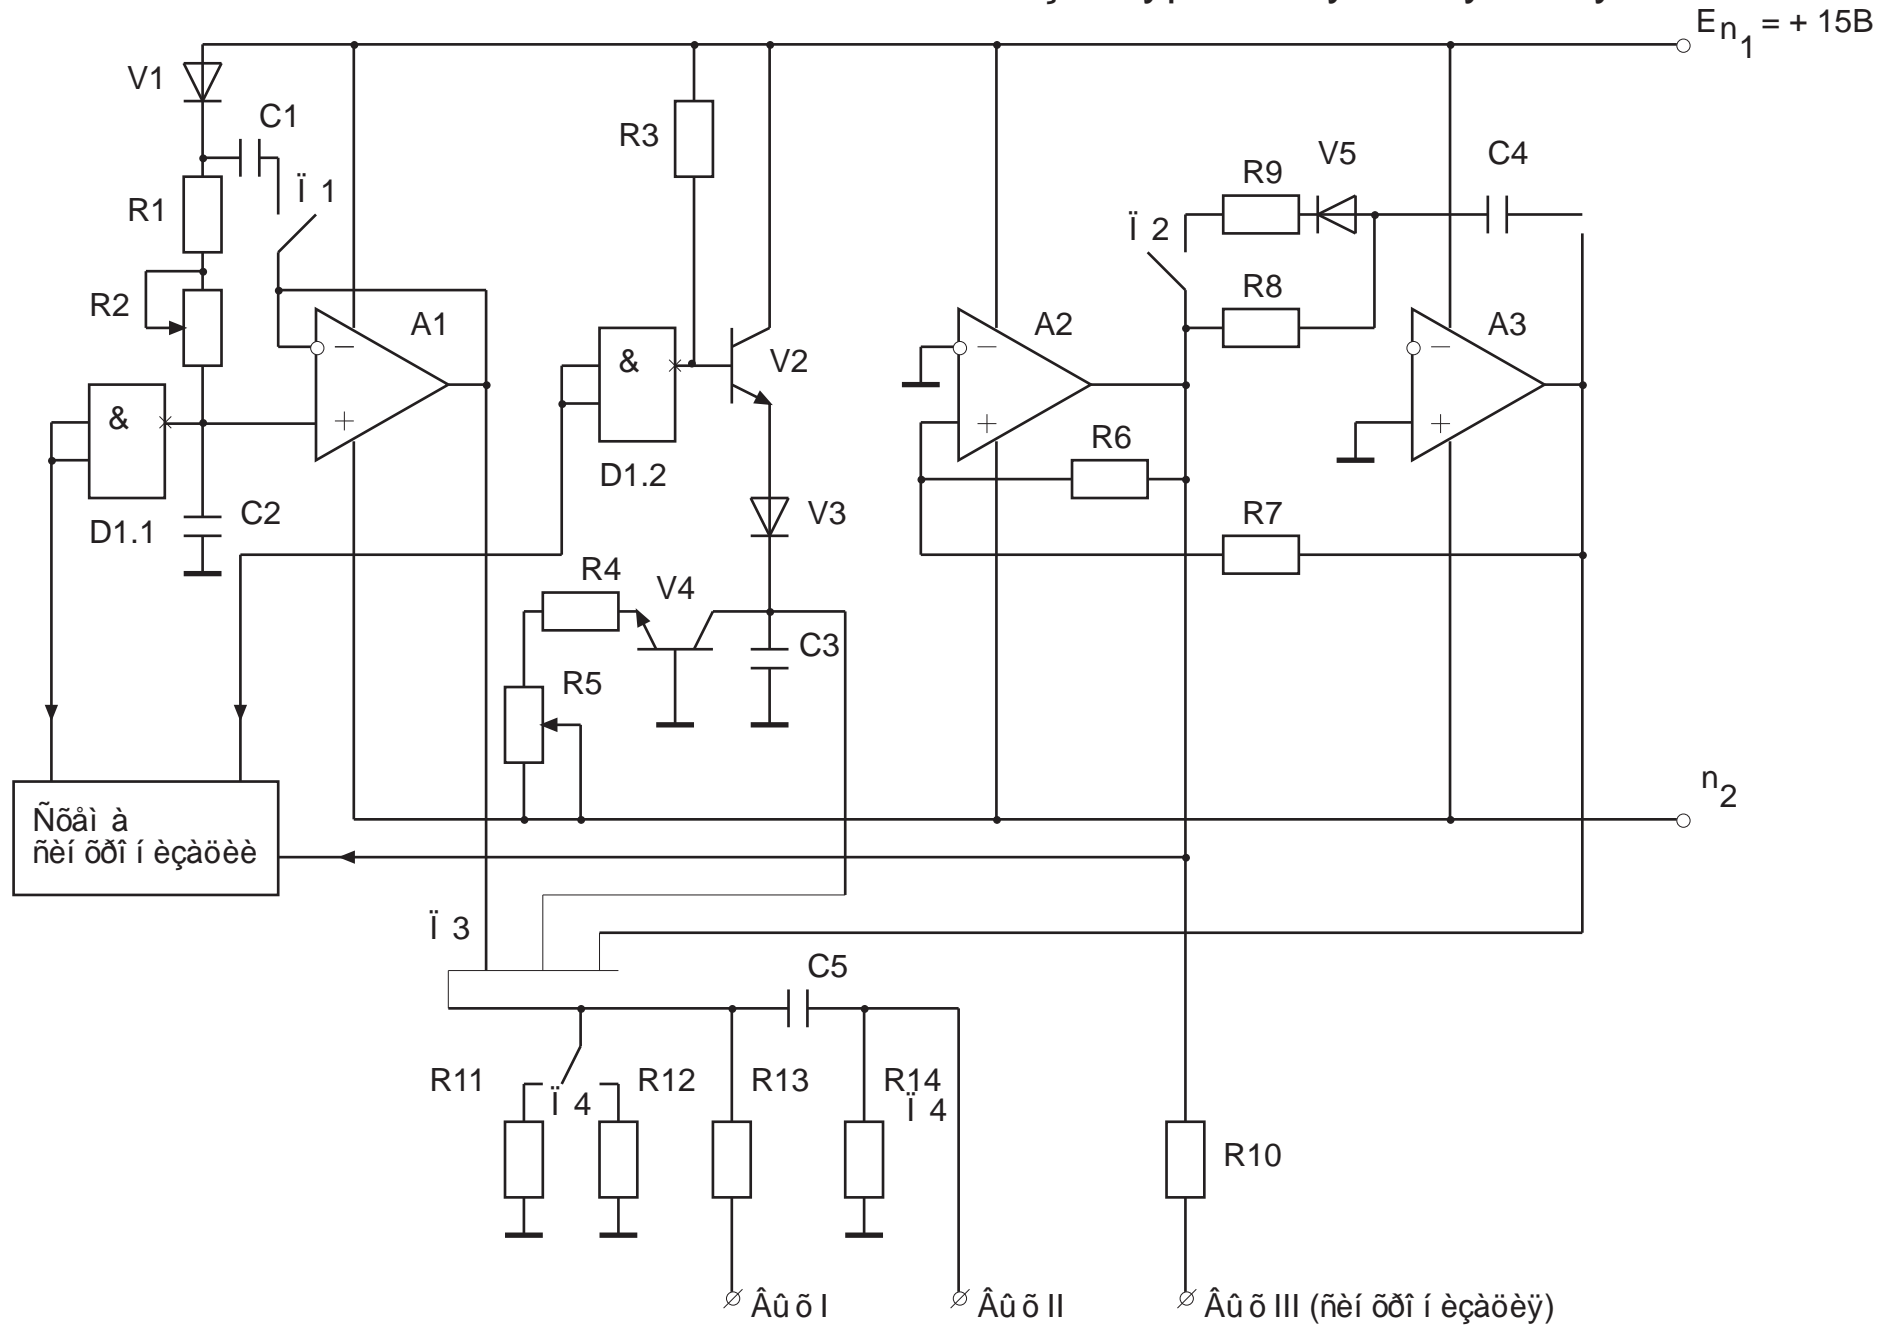 E n 1 = + 15B
V1
C1
Ï 1
R1
R2
A1
&
D1.1
C2
R3
&
D1.2
V2
V3
R4
V4
C3
R5
A2
Ï 2
R9
V5
C4
R8
A3
R6
R7
n 2
Ñõåì à
ñèí õðî í èçàöèè
Ï 3
C5
R11
Ï 4
R12
R13
R14
Ï 4
R10
Âû õ I
Âû õ II
Âû õ III (ñèí õðî í èçàöèÿ)